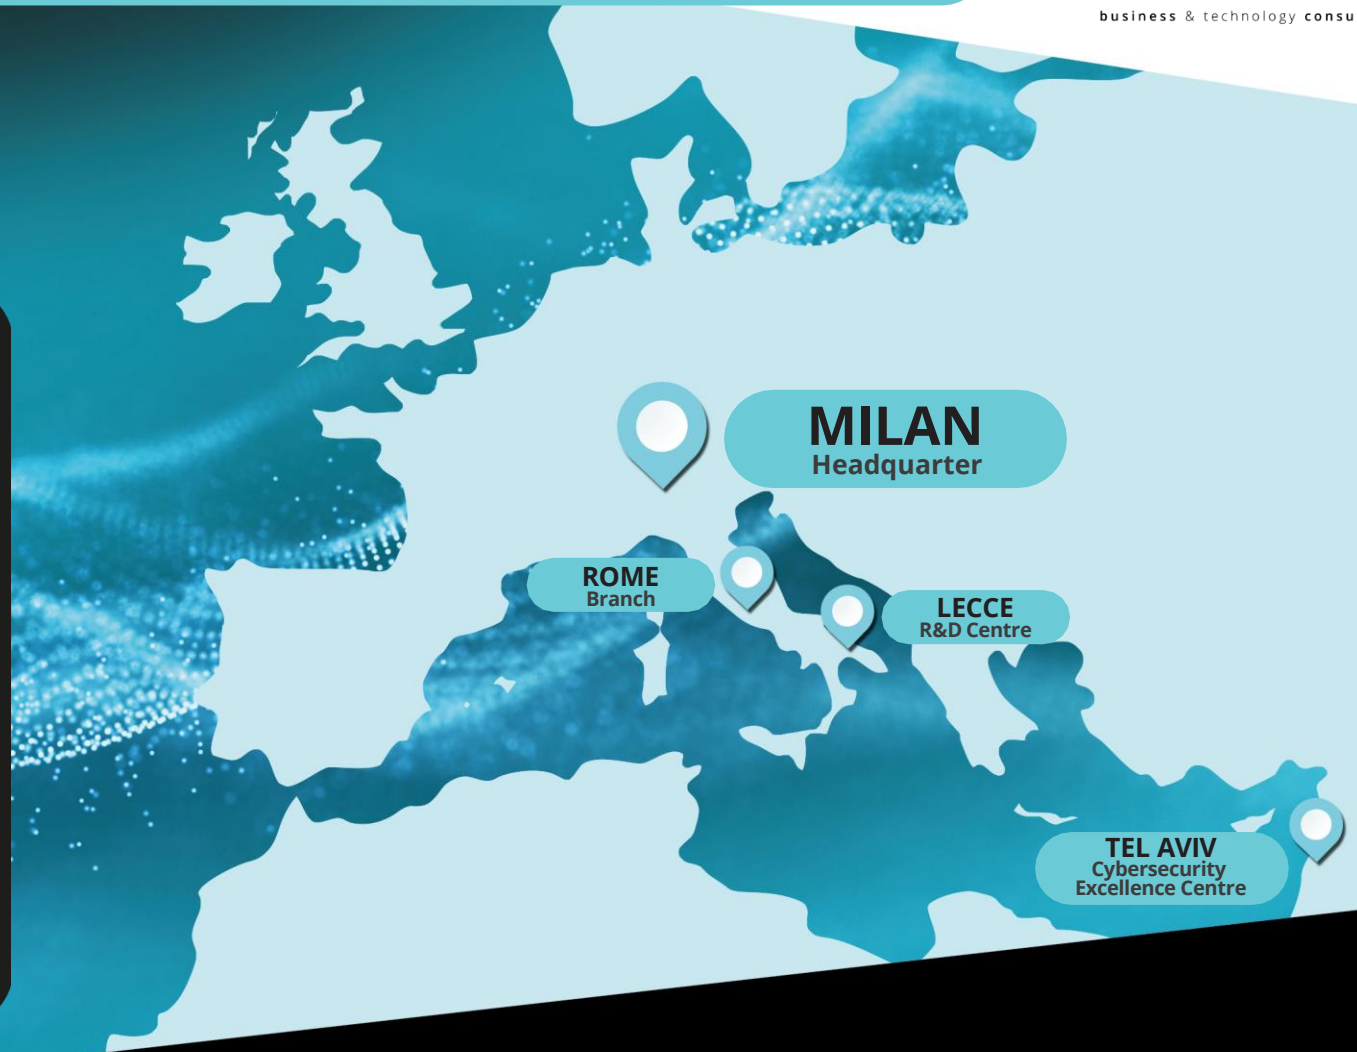 business & technology consu
MILAN
Headquarter
ROME
Branch
LECCE
R&D Centre
TEL AVIV
Cybersecurity
Excellence Centre